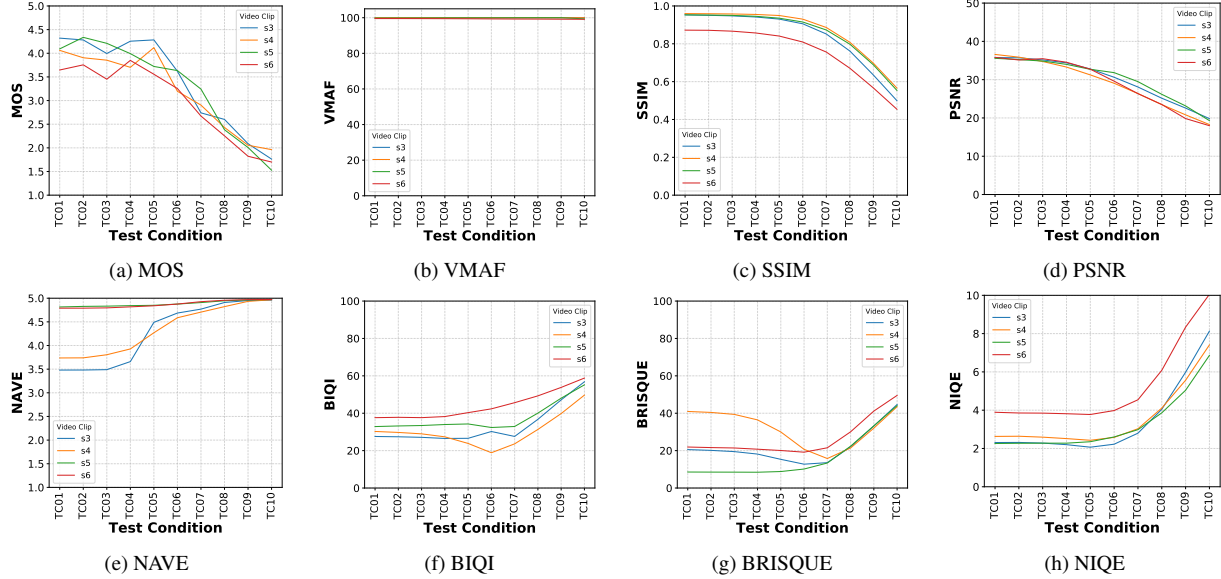 MOS
5.0
4.5
4.0
3.5
3.0
2.5
2.0
1.5
1.0
Video Clip
s3
s4
s5
s6
TC01
TC02
TC03
TC04
TC05
TC06
TC07
TC08
TC09
TC10
Test Condition
(a) MOS
VMAF
100
80
60
40
20
0
Video Clip
s3
s4
s5
s6
TC01
TC02
TC03
TC04
TC05
TC06
TC07
TC08
TC09
TC10
Test Condition
(b) VMAF
SSIM
1.0
0.8
0.6
0.4
0.2
0.0
Video Clip
s3
s4
s5
s6
TC01
TC02
TC03
TC04
TC05
TC06
TC07
TC08
TC09
TC10
Test Condition
(c) SSIM
PSNR
50
40
30
20
10
0
Video Clip
s3
s4
s5
s6
TC01
TC02
TC03
TC04
TC05
TC06
TC07
TC08
TC09
TC10
Test Condition
(d) PSNR
NAVE
5.0
4.5
4.0
3.5
3.0
2.5
2.0
1.5
1.0
Video Clip
s3
s4
s5
s6
TC01
TC02
TC03
TC04
TC05
TC06
TC07
TC08
TC09
TC10
Test Condition
(e) NAVE
BIQI
100
80
60
40
20
0
Video Clip
s3
s4
s5
s6
TC01
TC02
TC03
TC04
TC05
TC06
TC07
TC08
TC09
TC10
Test Condition
(f) BIQI
BRISQUE
100
80
60
40
20
0
Video Clip
s3
s4
s5
s6
TC01
TC02
TC03
TC04
TC05
TC06
TC07
TC08
TC09
TC10
Test Condition
(g) BRISQUE
NIQE
10
8
6
4
2
0
Video Clip
s3
s4
s5
s6
TC01
TC02
TC03
TC04
TC05
TC06
TC07
TC08
TC09
TC10
Test Condition
(h) NIQE